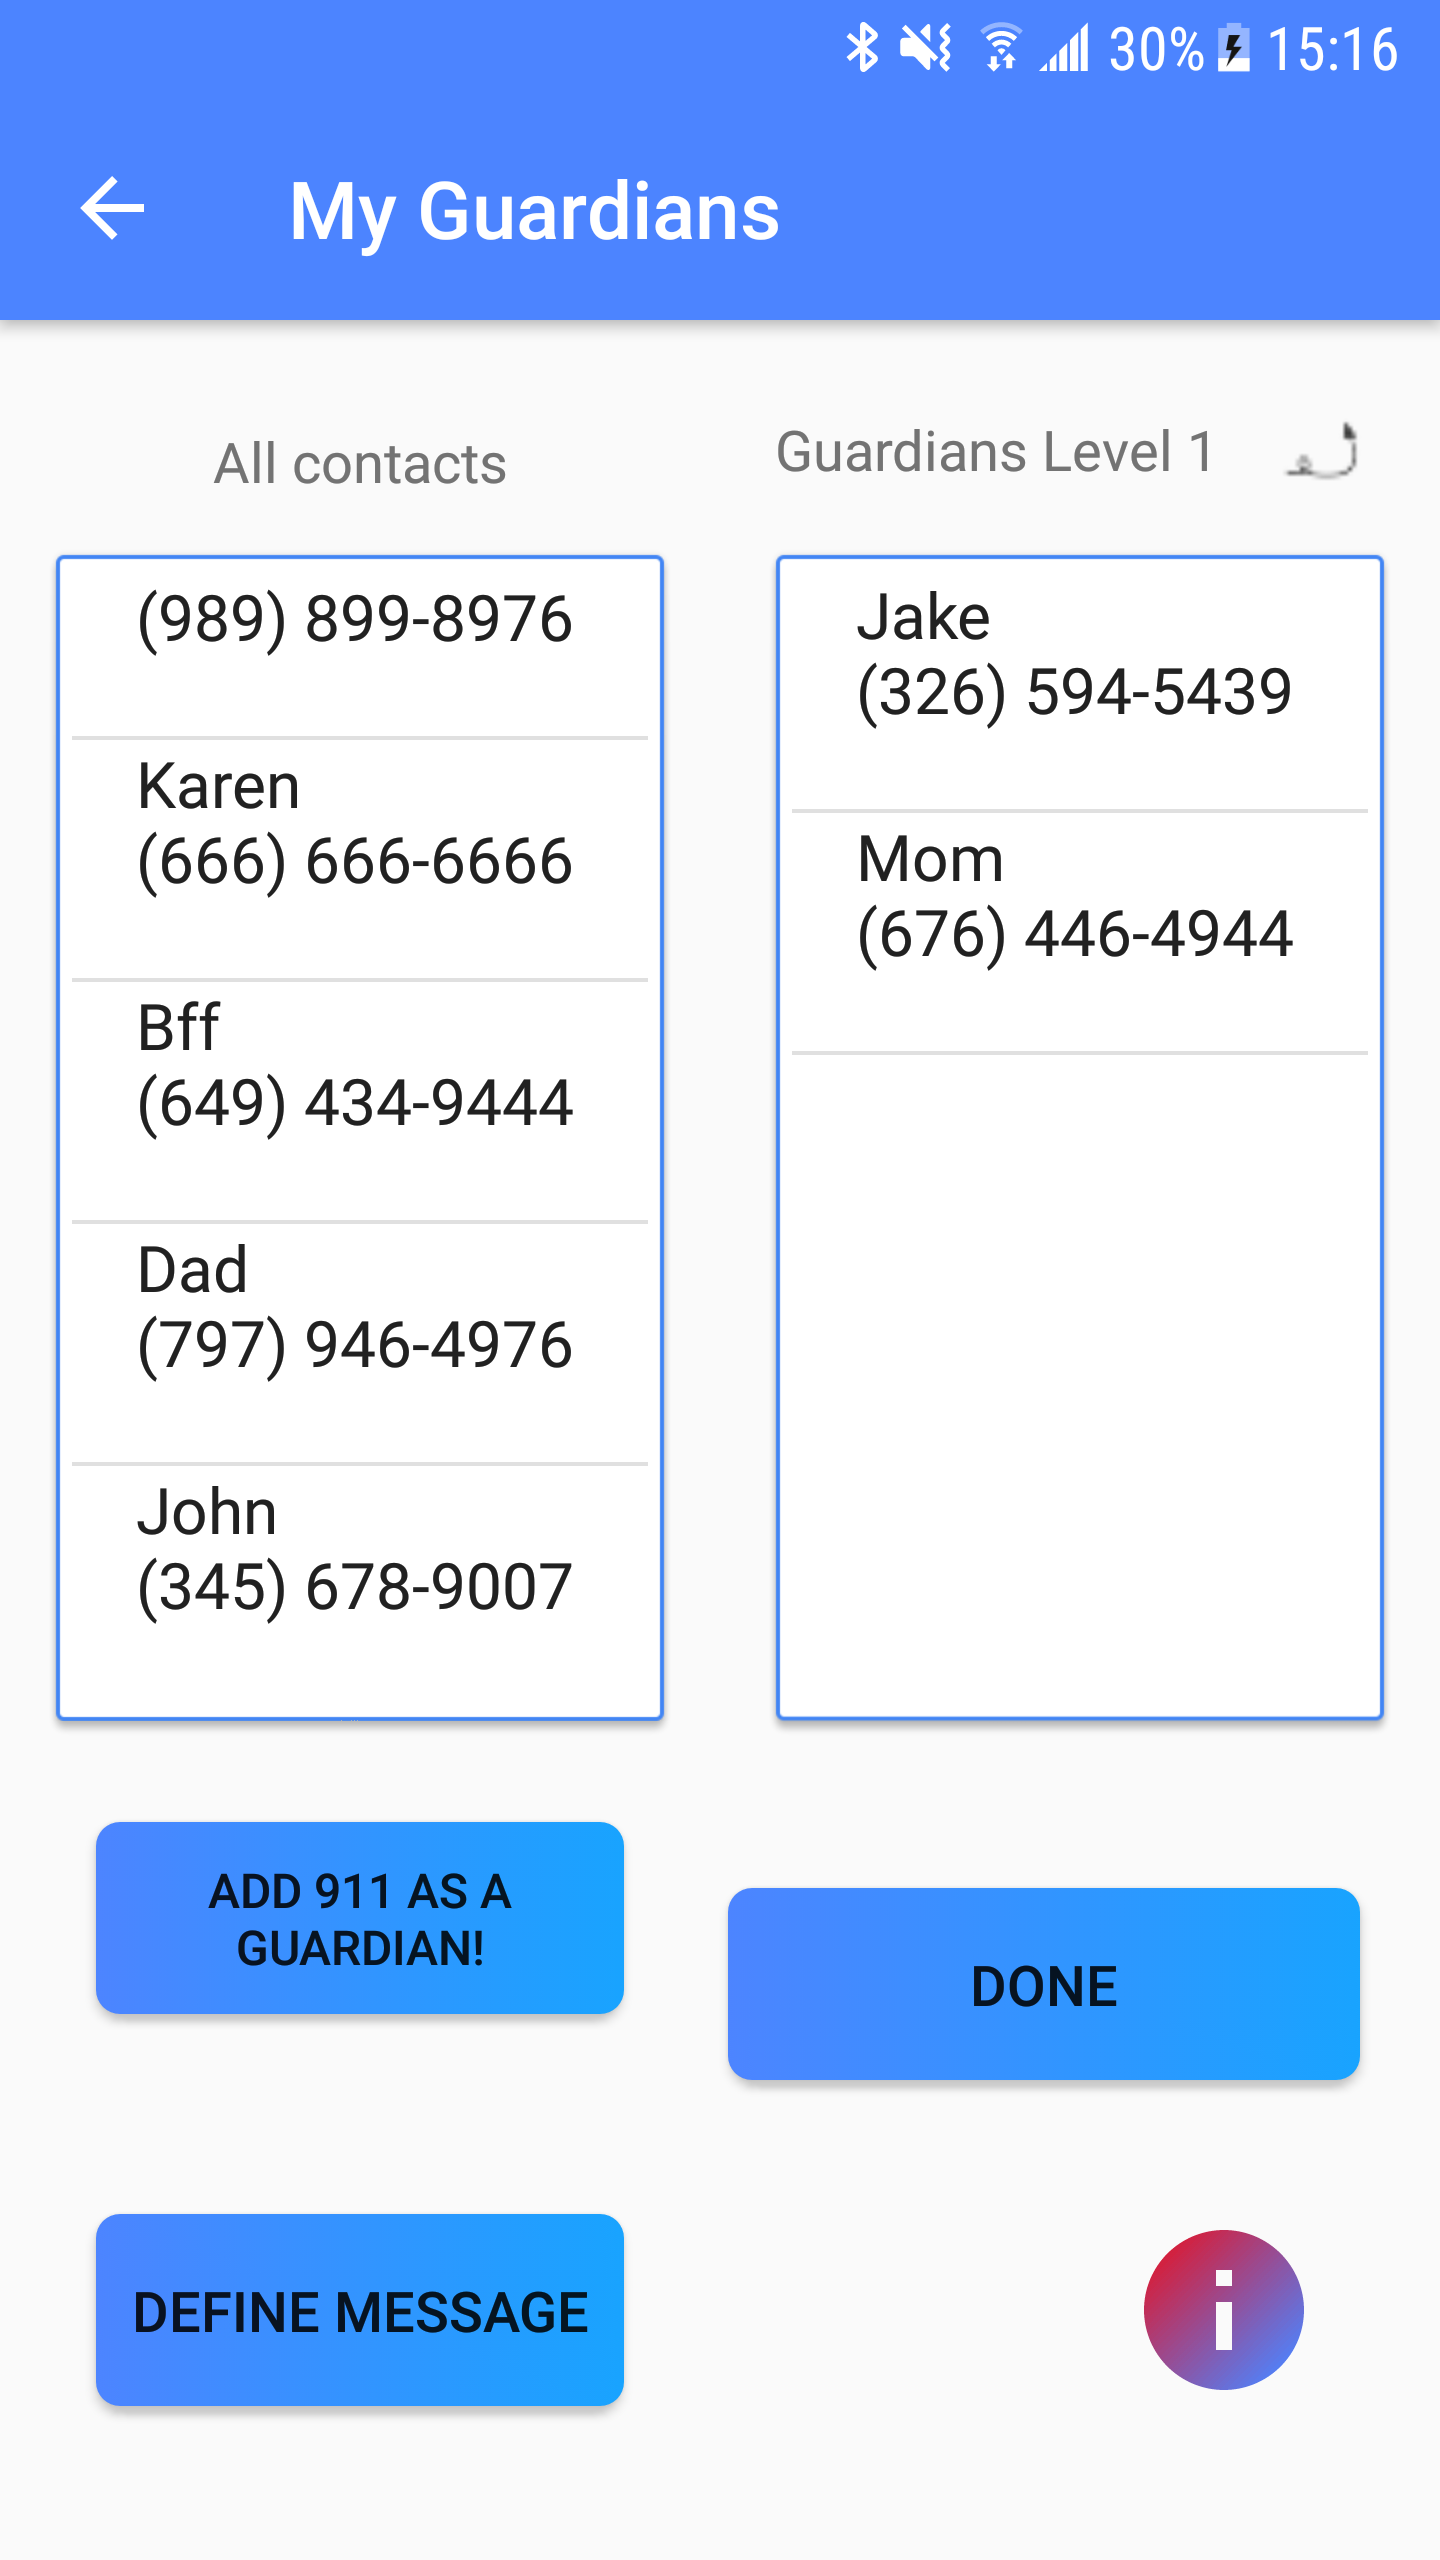 30% 15:16
My Guardians
All contacts
Guardians Level 1
(989) 899-8976
Karen
(666) 666-6666
Bff
(649) 434-9444
Dad
(797) 946-4976
John
(345) 678-9007
Jake
(326) 594-5439
Mom
(676) 446-4944
ADD 911 AS A
GUARDIAN!
DONE
DEFINE MESSAGE
i